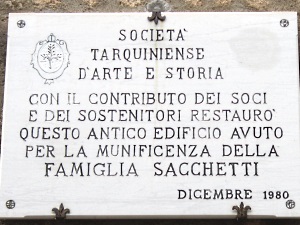 SOCIETA'
TARQUINIENSE
D'ARTE E STORIA
CON IL CONTRIBUTO DEI SOCI
E DEI SOSTENITORI RESTAURO'
QUESTO ANTICO EDIFICIO AVUTO
PER LA MUNIFICENZA DELLA
FAMIGLIA SACCHETTI
DICEMBRE 1980